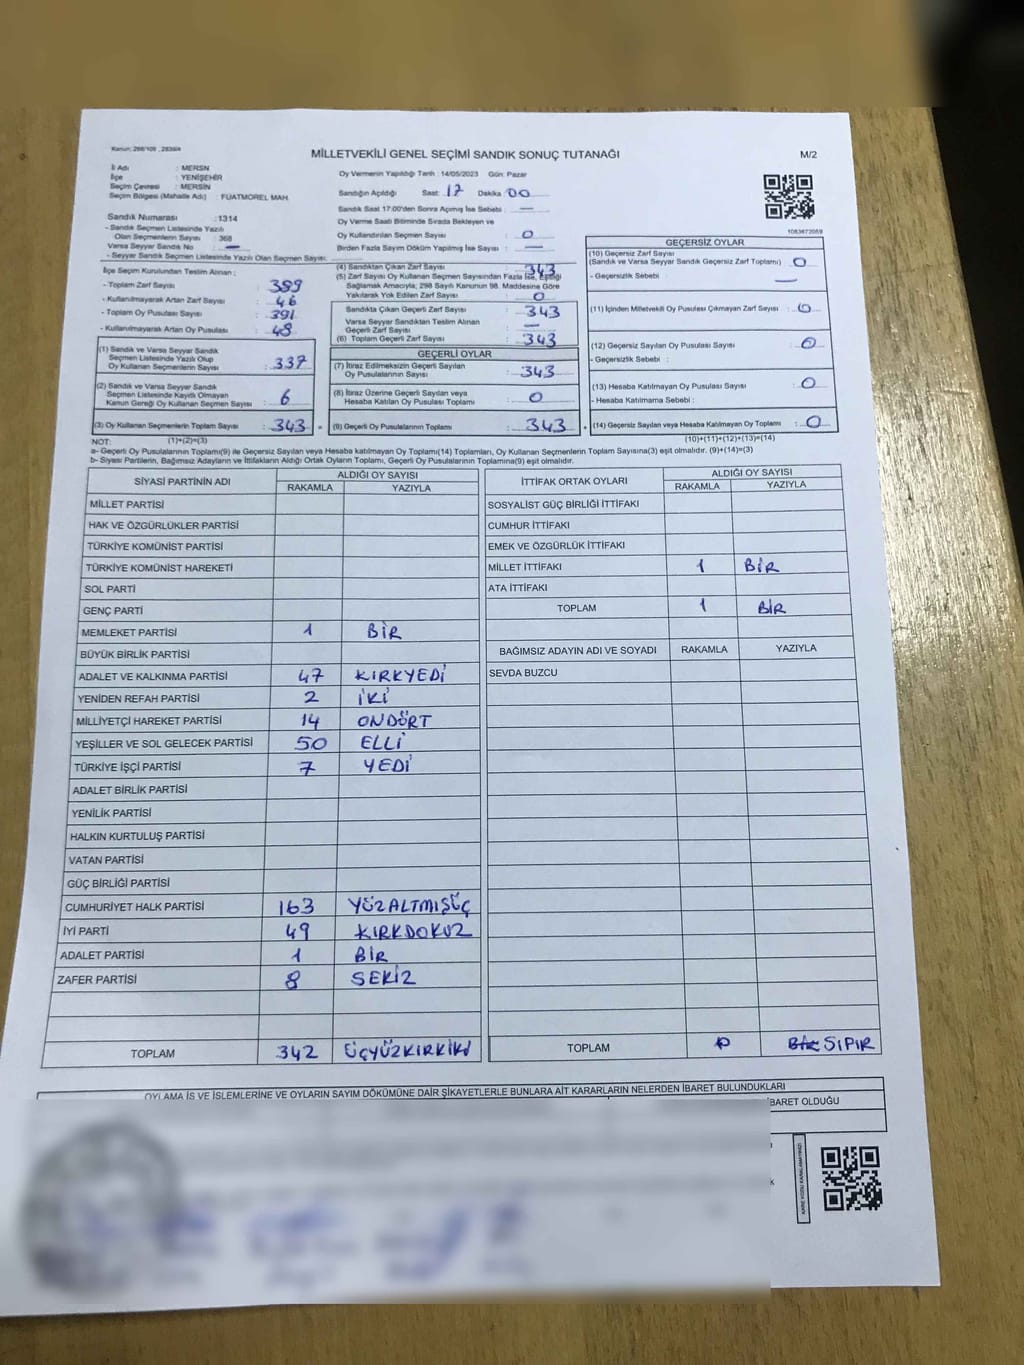 MİLLETVEKİLİ GENEL SEÇİMİ SANDIK SONUÇ TUTANAĞI
M/2
İl Adı : MERSN
İlçe : YENİŞEHİR
Seçim Çevresi : MERSİN
Seçim Bölgesi (Mahalle Adı) : FUATMOREL MAH.
Sandık Numarası : 1314
- Sandık Seçmen Listesinde Yazılı
Olan Seçmenlerin Sayısı : 368
Varsa Seyyar Sandık No —
- Seyyar Sandık Seçmen Listesinde Yazılı Olan Seçmen Sayısı:
Oy Vermenin Yapıldığı Tarih : 14/05/2023 Gün: Pazar
Sandığın Açıldığı Saat: 17 Dakika 00
Sandık Saat 17:00'den Sonra Açımış İse Sebebi : —
Oy Verme Saati Bitiminde Sırada Bekleyen ve
Oy Kullandırılan Seçmen Sayısı : 0
Birden Fazla Sayım Döküm Yapılmış İse Sayısı : —
1083672059
İlçe Seçim Kurulundan Teslim Alınan ;
- Toplam Zarf Sayısı : 389
- Kullanılmayarak Artan Zarf Sayısı : 46
- Toplam Oy Pusulası Sayısı : 391
- Kullanılmayarak Artan Oy Pusulası : 48
(1) Sandık ve Varsa Seyyar Sandık
Seçmen Listesinde Yazılı Olup
Oy Kullanan Seçmenlerin Sayısı : 337
(2) Sandık ve Varsa Seyyar Sandık
Seçmen Listesinde Kayıtlı Olmayan
Kanun Gereği Oy Kullanan Seçmen Sayısı : 6
(3) Oy Kullanan Seçmenlerin Toplam Sayısı : 343
(1)+(2)=(3)
(4) Sandıktan Çıkan Zarf Sayısı : 343
(5) Zarf Sayısı Oy Kullanan Seçmen Sayısından Fazla İse, Eşitliği
Sağlamak Amacıyla; 298 Sayılı Kanunun 98. Maddesine Göre
Yakılarak Yok Edilen Zarf Sayısı : 0
Sandıkta Çıkan Geçerli Zarf Sayısı : 343
Varsa Seyyar Sandıktan Teslim Alınan
Geçerli Zarf Sayısı : —
(6) Toplam Geçerli Zarf Sayısı : 343
GEÇERLİ OYLAR
(7) İtiraz Edilmeksizin Geçerli Sayılan
Oy Pusulalarının Sayısı : 343
(8) İtiraz Üzerine Geçerli Sayılan veya
Hesaba Katılan Oy Pusulası Toplamı : 0
= (9) Geçerli Oy Pusulalarının Toplamı : 343
GEÇERSİZ OYLAR
(10) Geçersiz Zarf Sayısı
(Sandık ve Varsa Seyyar Sandık Geçersiz Zarf Toplamı) : 0
- Geçersizlik Sebebi : —
(11) İçinden Milletvekili Oy Pusulası Çıkmayan Zarf Sayısı : 0
(12) Geçersiz Sayılan Oy Pusulası Sayısı : 0
- Geçersizlik Sebebi :
(13) Hesaba Katılmayan Oy Pusulası Sayısı : 0
- Hesaba Katılmama Sebebi :
+ (14) Geçersiz Sayılan veya Hesaba Katılmayan Oy Toplamı : 0
(10)+(11)+(12)+(13)=(14)
NOT:
a- Geçerli Oy Pusulalarının Toplamı(9) ile Geçersiz Sayılan veya Hesaba katılmayan Oy Toplamı(14) Toplamları, Oy Kullanan Seçmenlerin Toplam Sayısına(3) eşit olmalıdır. (9)+(14)=(3)
b- Siyasi Partilerin, Bağımsız Adayların ve İttifakların Aldığı Ortak Oyların Toplamı, Geçerli Oy Pusulalarının Toplamına(9) eşit olmalıdır.
SİYASİ PARTİNİN ADI ALDIĞI OY SAYISI
RAKAMLA YAZIYLA
MİLLET PARTİSİ
HAK VE ÖZGÜRLÜKLER PARTİSİ
TÜRKİYE KOMÜNİST PARTİSİ
TÜRKİYE KOMÜNİST HAREKETİ
SOL PARTİ
GENÇ PARTİ
MEMLEKET PARTİSİ 1 BİR
BÜYÜK BİRLİK PARTİSİ
ADALET VE KALKINMA PARTİSİ 47 KIRKYEDİ
YENİDEN REFAH PARTİSİ 2 İKİ
MİLLİYETÇİ HAREKET PARTİSİ 14 ONDÖRT
YEŞİLLER VE SOL GELECEK PARTİSİ 50 ELLİ
TÜRKİYE İŞÇİ PARTİSİ 7 YEDİ
ADALET BİRLİK PARTİSİ
YENİLİK PARTİSİ
HALKIN KURTULUŞ PARTİSİ
VATAN PARTİSİ
GÜÇ BİRLİĞİ PARTİSİ
CUMHURİYET HALK PARTİSİ 163 YÜZALTMIŞÜÇ
İYİ PARTİ 49 KIRKDOKUZ
ADALET PARTİSİ 1 BİR
ZAFER PARTİSİ 8 SEKİZ
TOPLAM 342 ÜÇYÜZKIRKİKİ
İTTİFAK ORTAK OYLARI ALDIĞI OY SAYISI
RAKAMLA YAZIYLA
SOSYALİST GÜÇ BİRLİĞİ İTTİFAKI
CUMHUR İTTİFAKI
EMEK VE ÖZGÜRLÜK İTTİFAKI
MİLLET İTTİFAKI 1 BİR
ATA İTTİFAKI
TOPLAM 1 BİR
BAĞIMSIZ ADAYIN ADI VE SOYADI RAKAMLA YAZIYLA
SEVDA BUZCU
TOPLAM 0 SIFIR
OYLAMA İŞ VE İŞLEMLERİNE VE OYLARIN SAYIM DÖKÜMÜNE DAİR ŞİKAYETLERLE BUNLARA AİT KARARLARIN NELERDEN İBARET BULUNDUKLARI
İBARET OLDUĞU